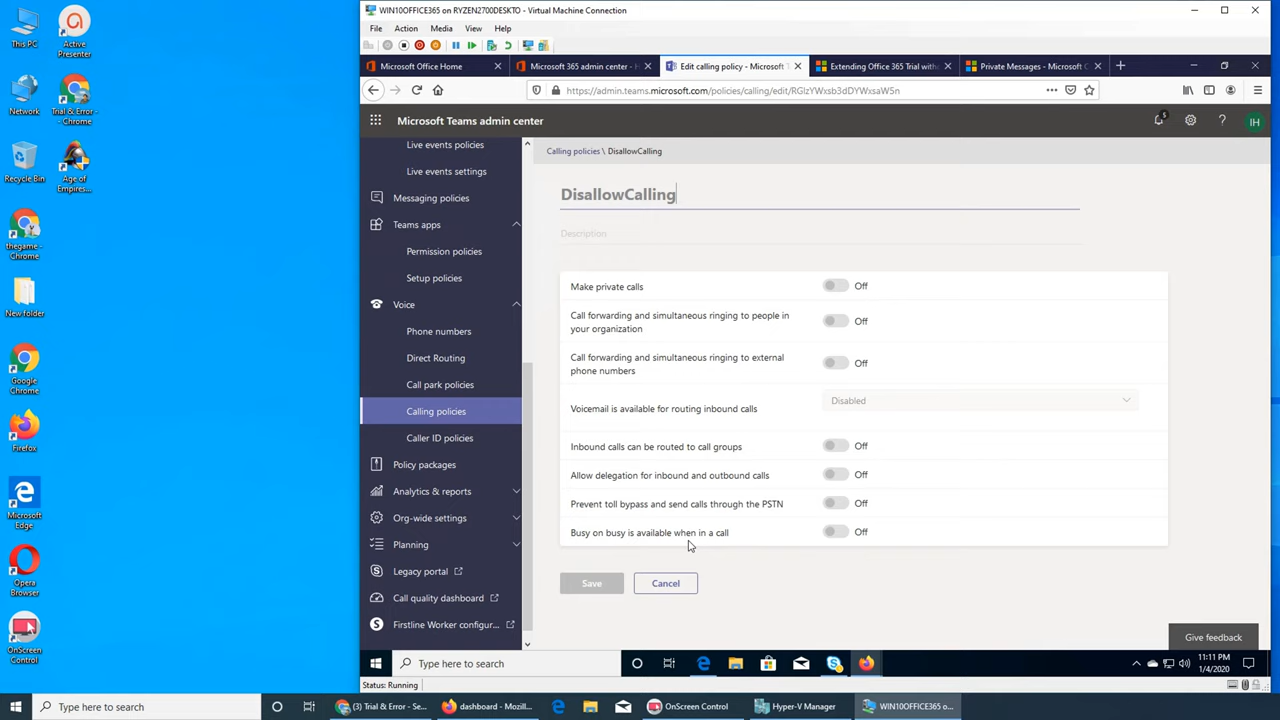 This PC
Active
Presenter
Network
Trial & Error -
- Chrome
Recycle Bin
Age of
Empires...
thegame -
Chrome
New folder
Google
Chrome
Firefox
Microsoft
Edge
Opera
Browser
OnScreen
Control
WIN10OFFICE365 on RYZEN2700DESKTO - Virtual Machine Connection
File Action Media View Help
Microsoft Office Home
Microsoft 365 admin center - H
Edit calling policy - Microsoft T
Extending Office 365 Trial with
Private Messages - Microsoft C
https://admin.teams.microsoft.com/policies/calling/edit/RGlzYWxsb3dDYWxsaW5n
Microsoft Teams admin center
5
?
IH
Live events policies
Live events settings
Messaging policies
Teams apps
Permission policies
Setup policies
Voice
Phone numbers
Direct Routing
Call park policies
Calling policies
Caller ID policies
Policy packages
Analytics & reports
Org-wide settings
Planning
Legacy portal
Call quality dashboard
Firstline Worker configur...
Calling policies \ DisallowCalling
DisallowCalling
Description
Make private calls Off
Call forwarding and simultaneous ringing to people in
your organization Off
Call forwarding and simultaneous ringing to external
phone numbers Off
Voicemail is available for routing inbound calls Disabled
Inbound calls can be routed to call groups Off
Allow delegation for inbound and outbound calls Off
Prevent toll bypass and send calls through the PSTN Off
Busy on busy is available when in a call Off
Save Cancel
Give feedback
Type here to search
11:11 PM
1/4/2020
Status: Running
Type here to search
(3) Trial & Error - Se...
dashboard - Mozill...
OnScreen Control
Hyper-V Manager
WIN10OFFICE365 o...